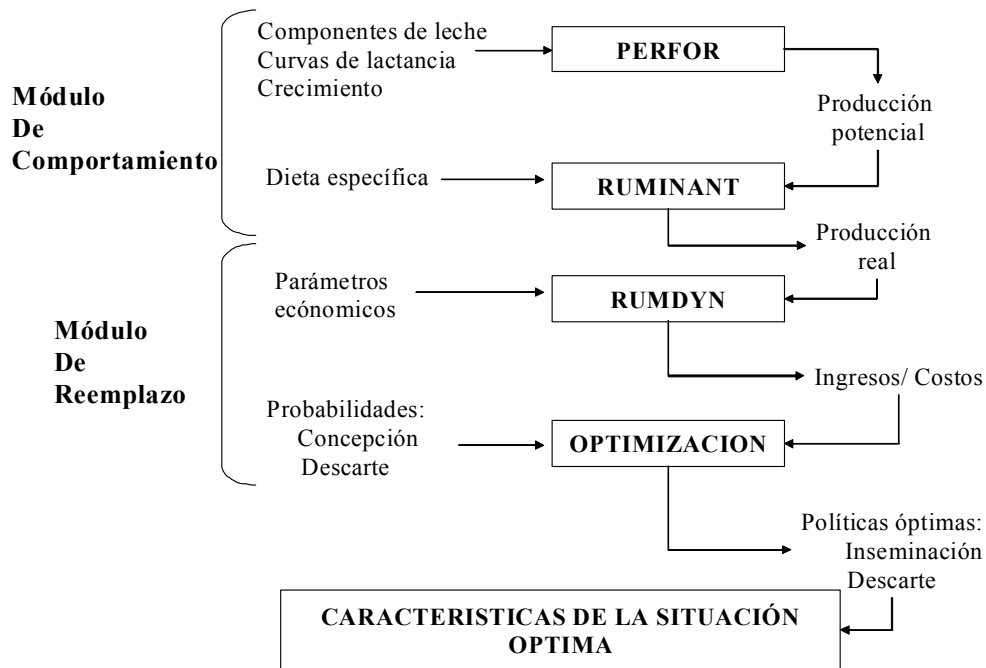 Módulo
De
Comportamiento
Componentes de leche
Curvas de lactancia
Crecimiento
PERFOR
Producción
potencial
Dieta específica
RUMINANT
Producción
real
Módulo
De
Reemplazo
Parámetros
ecónomicos
RUMDYN
Ingresos/ Costos
Probabilidades:
Concepción
Descarte
OPTIMIZACION
Políticas óptimas:
Inseminación
Descarte
CARACTERISTICAS DE LA SITUACIÓN
OPTIMA